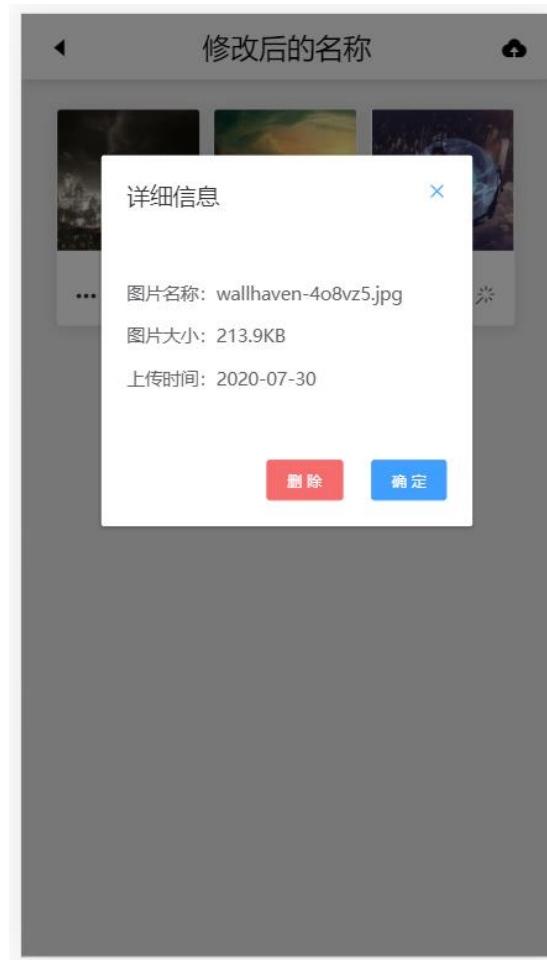 修改后的名称
详细信息
图片名称：wallhaven-4o8vz5.jpg
图片大小：213.9KB
上传时间：2020-07-30
删除 确定